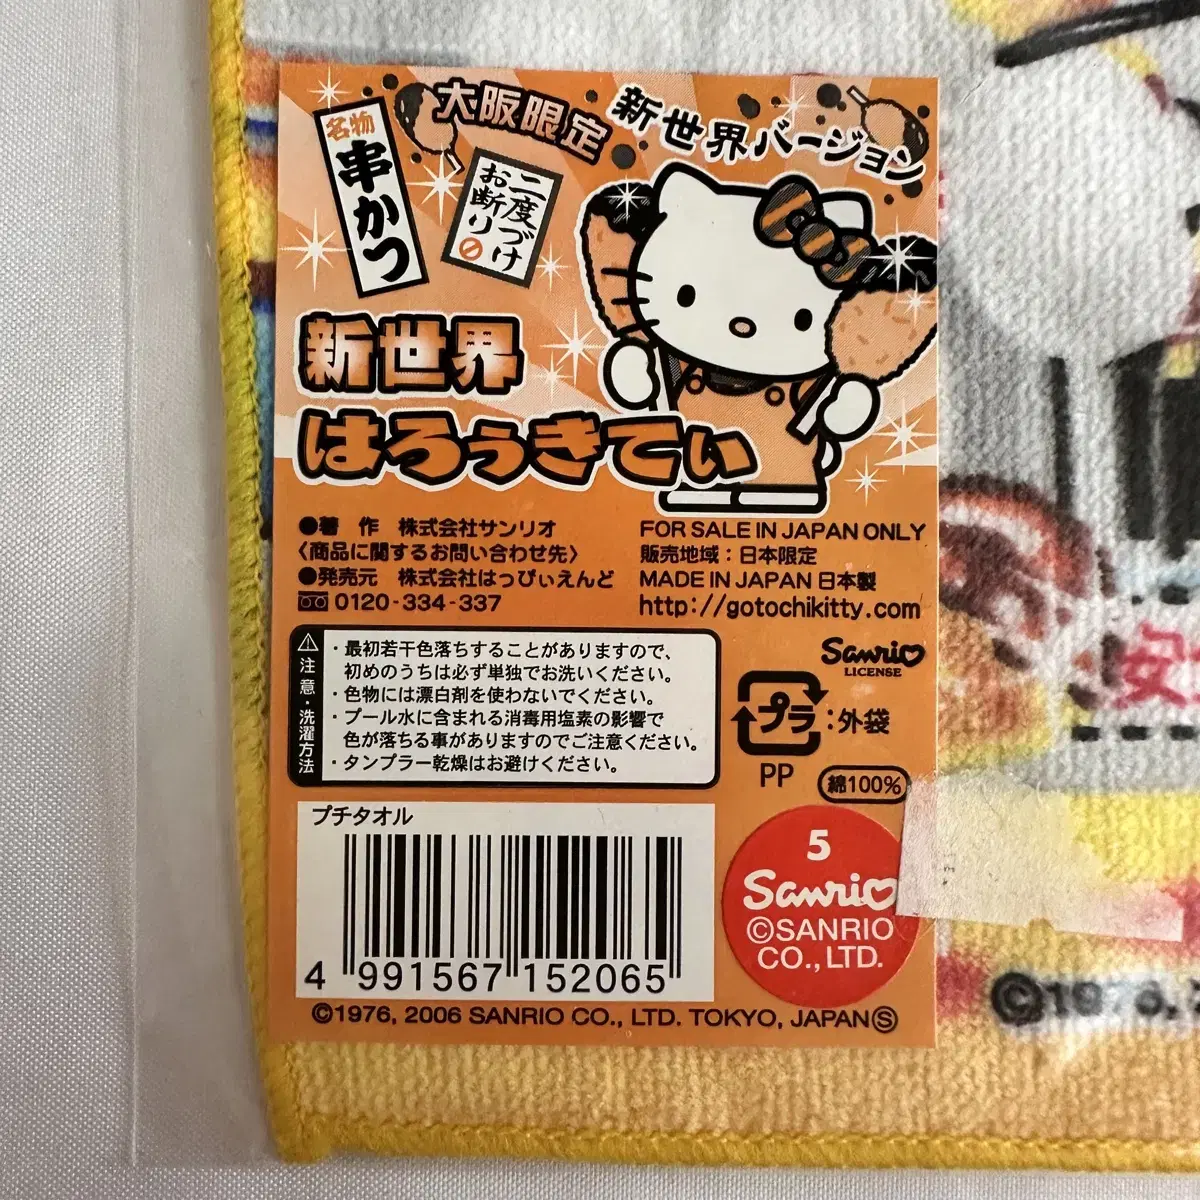 名物
串かつ
大阪限定
新世界バージョン
二度づけ
お断り
新世界
はろぅきてぃ
●著　作　株式会社サンリオ
〈商品に関するお問い合わせ先〉
●発売元　株式会社はっぴぃえんど
0120-334-337
FOR SALE IN JAPAN ONLY
販売地域：日本限定
MADE IN JAPAN 日本製
http://gotochikitty.com
注意・洗濯方法
・最初若干色落ちすることがありますので、
初めのうちは必ず単独でお洗いください。
・色物には漂白剤を使わないでください。
・プール水に含まれる消毒用塩素の影響で
色が落ちる事がありますのでご注意ください。
・タンブラー乾燥はお避けください。
Sanrio
LICENSE
プラ：外袋
PP
綿100%
プチタオル
4 991567 152065
5
Sanrio
©SANRIO
CO., LTD.
©1976, 2006 SANRIO CO., LTD. TOKYO, JAPANⓈ
安
©1976,